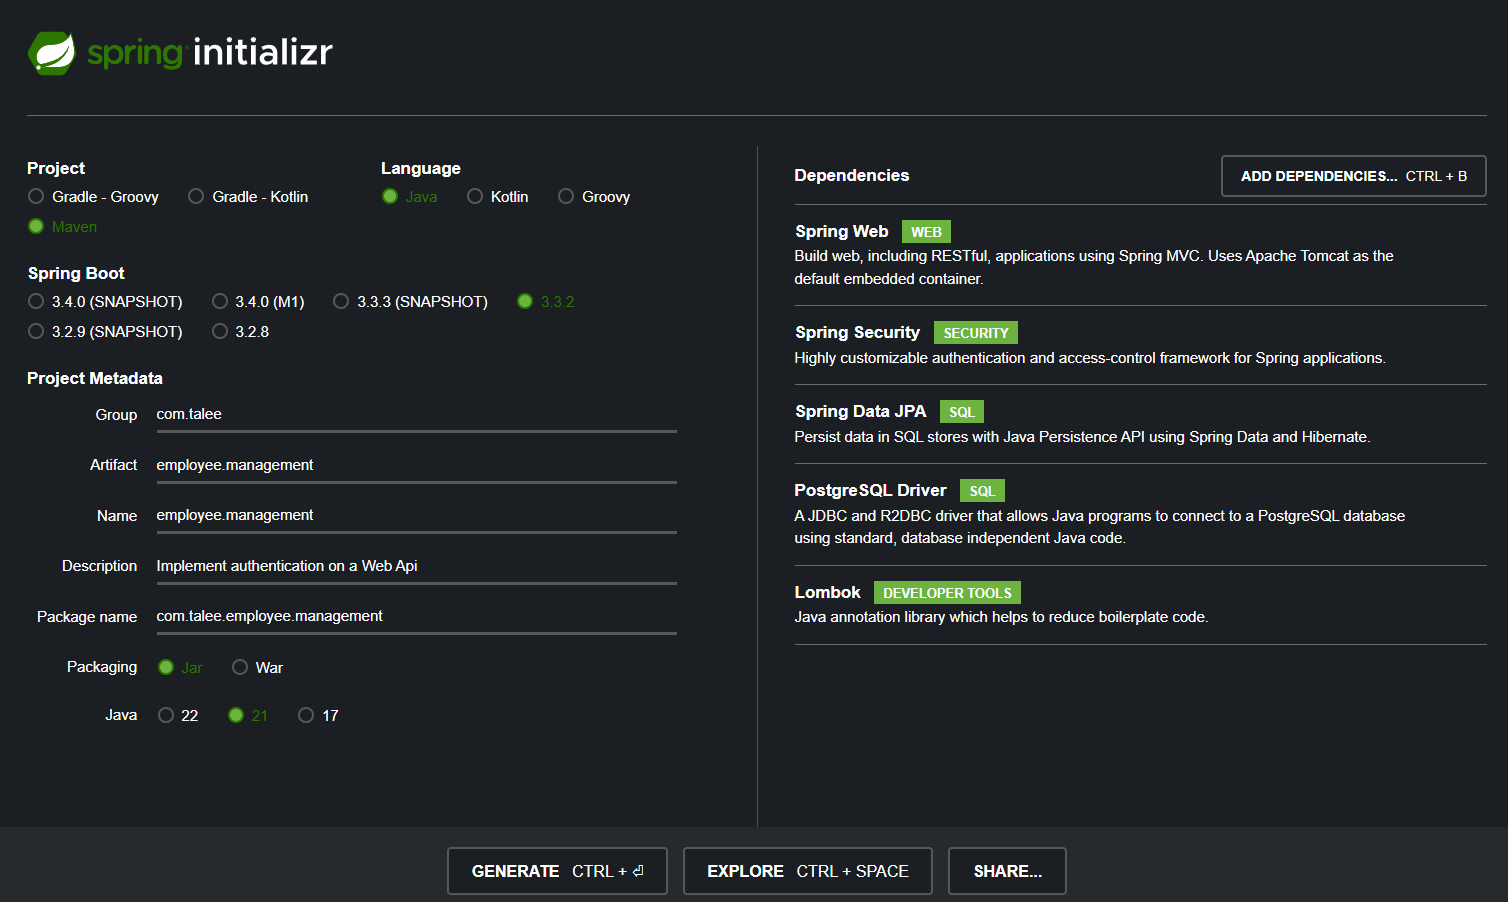 spring initializr
Project
Gradle - Groovy Gradle - Kotlin
Maven
Language
Java Kotlin Groovy
Spring Boot
3.4.0 (SNAPSHOT) 3.4.0 (M1) 3.3.3 (SNAPSHOT) 3.3.2
3.2.9 (SNAPSHOT) 3.2.8
Project Metadata
Group com.talee
Artifact employee.management
Name employee.management
Description Implement authentication on a Web Api
Package name com.talee.employee.management
Packaging Jar War
Java 22 21 17
Dependencies ADD DEPENDENCIES... CTRL + B
Spring Web WEB
Build web, including RESTful, applications using Spring MVC. Uses Apache Tomcat as the
default embedded container.
Spring Security SECURITY
Highly customizable authentication and access-control framework for Spring applications.
Spring Data JPA SQL
Persist data in SQL stores with Java Persistence API using Spring Data and Hibernate.
PostgreSQL Driver SQL
A JDBC and R2DBC driver that allows Java programs to connect to a PostgreSQL database
using standard, database independent Java code.
Lombok DEVELOPER TOOLS
Java annotation library which helps to reduce boilerplate code.
GENERATE CTRL + ⏎ EXPLORE CTRL + SPACE SHARE...